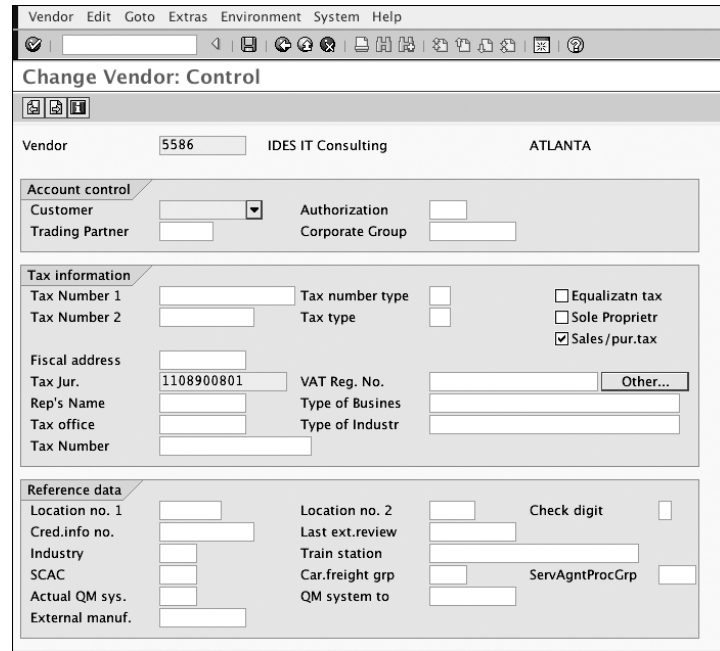 Vendor Edit Goto Extras Environment System Help
Change Vendor: Control
Vendor 5586 IDES IT Consulting ATLANTA
Account control
Customer Authorization
Trading Partner Corporate Group
Tax information
Tax Number 1 Tax number type Equalizatn tax
Tax Number 2 Tax type Sole Proprietr
Sales/pur.tax
Fiscal address
Tax Jur. 1108900801 VAT Reg. No. Other...
Rep's Name Type of Busines
Tax office Type of Industr
Tax Number
Reference data
Location no. 1 Location no. 2 Check digit
Cred.info no. Last ext.review
Industry Train station
SCAC Car.freight grp ServAgntProcGrp
Actual QM sys. QM system to
External manuf.